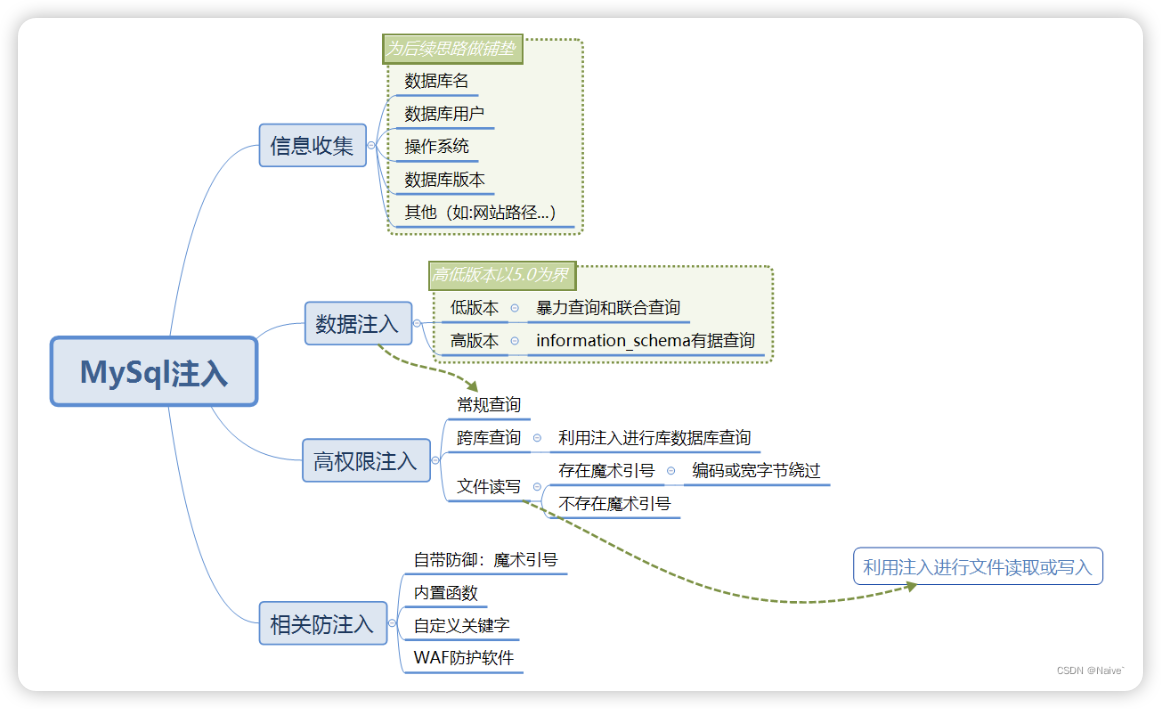 为后续思路做铺垫
数据库名
数据库用户
操作系统
数据库版本
其他（如:网站路径...）
信息收集
高低版本以5.0为界
低版本
暴力查询和联合查询
高版本
information_schema有据查询
数据注入
MySql注入
常规查询
跨库查询
利用注入进行库数据库查询
高权限注入
文件读写
存在魔术引号
编码或宽字节绕过
不存在魔术引号
利用注入进行文件读取或写入
自带防御：魔术引号
内置函数
自定义关键字
WAF防护软件
相关防注入
CSDN @Naive`